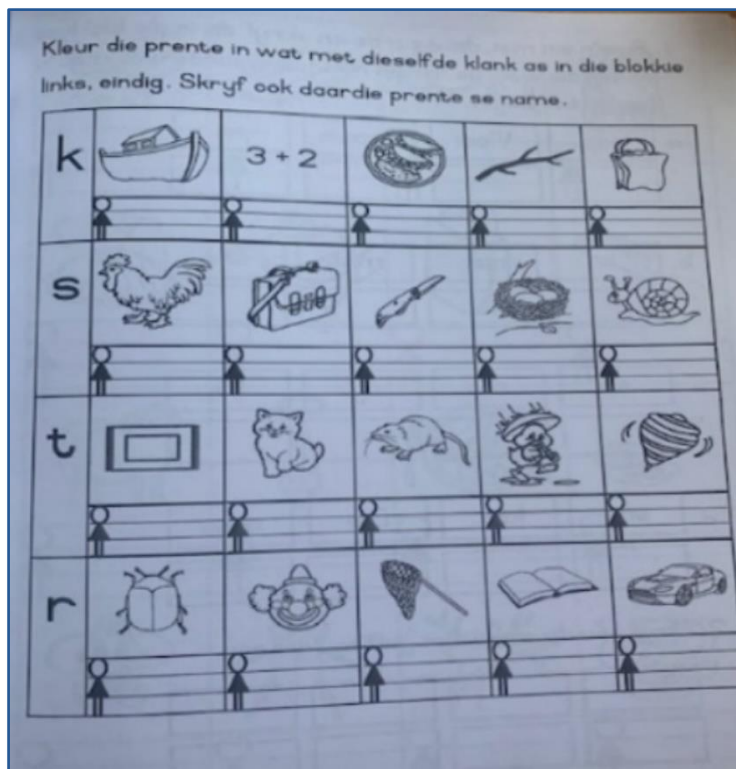 Kleur die prente in wat met dieselfde klank as in die blokkie
links, eindig. Skryf ook daardie prente se name.
k
3 + 2
s
t
r